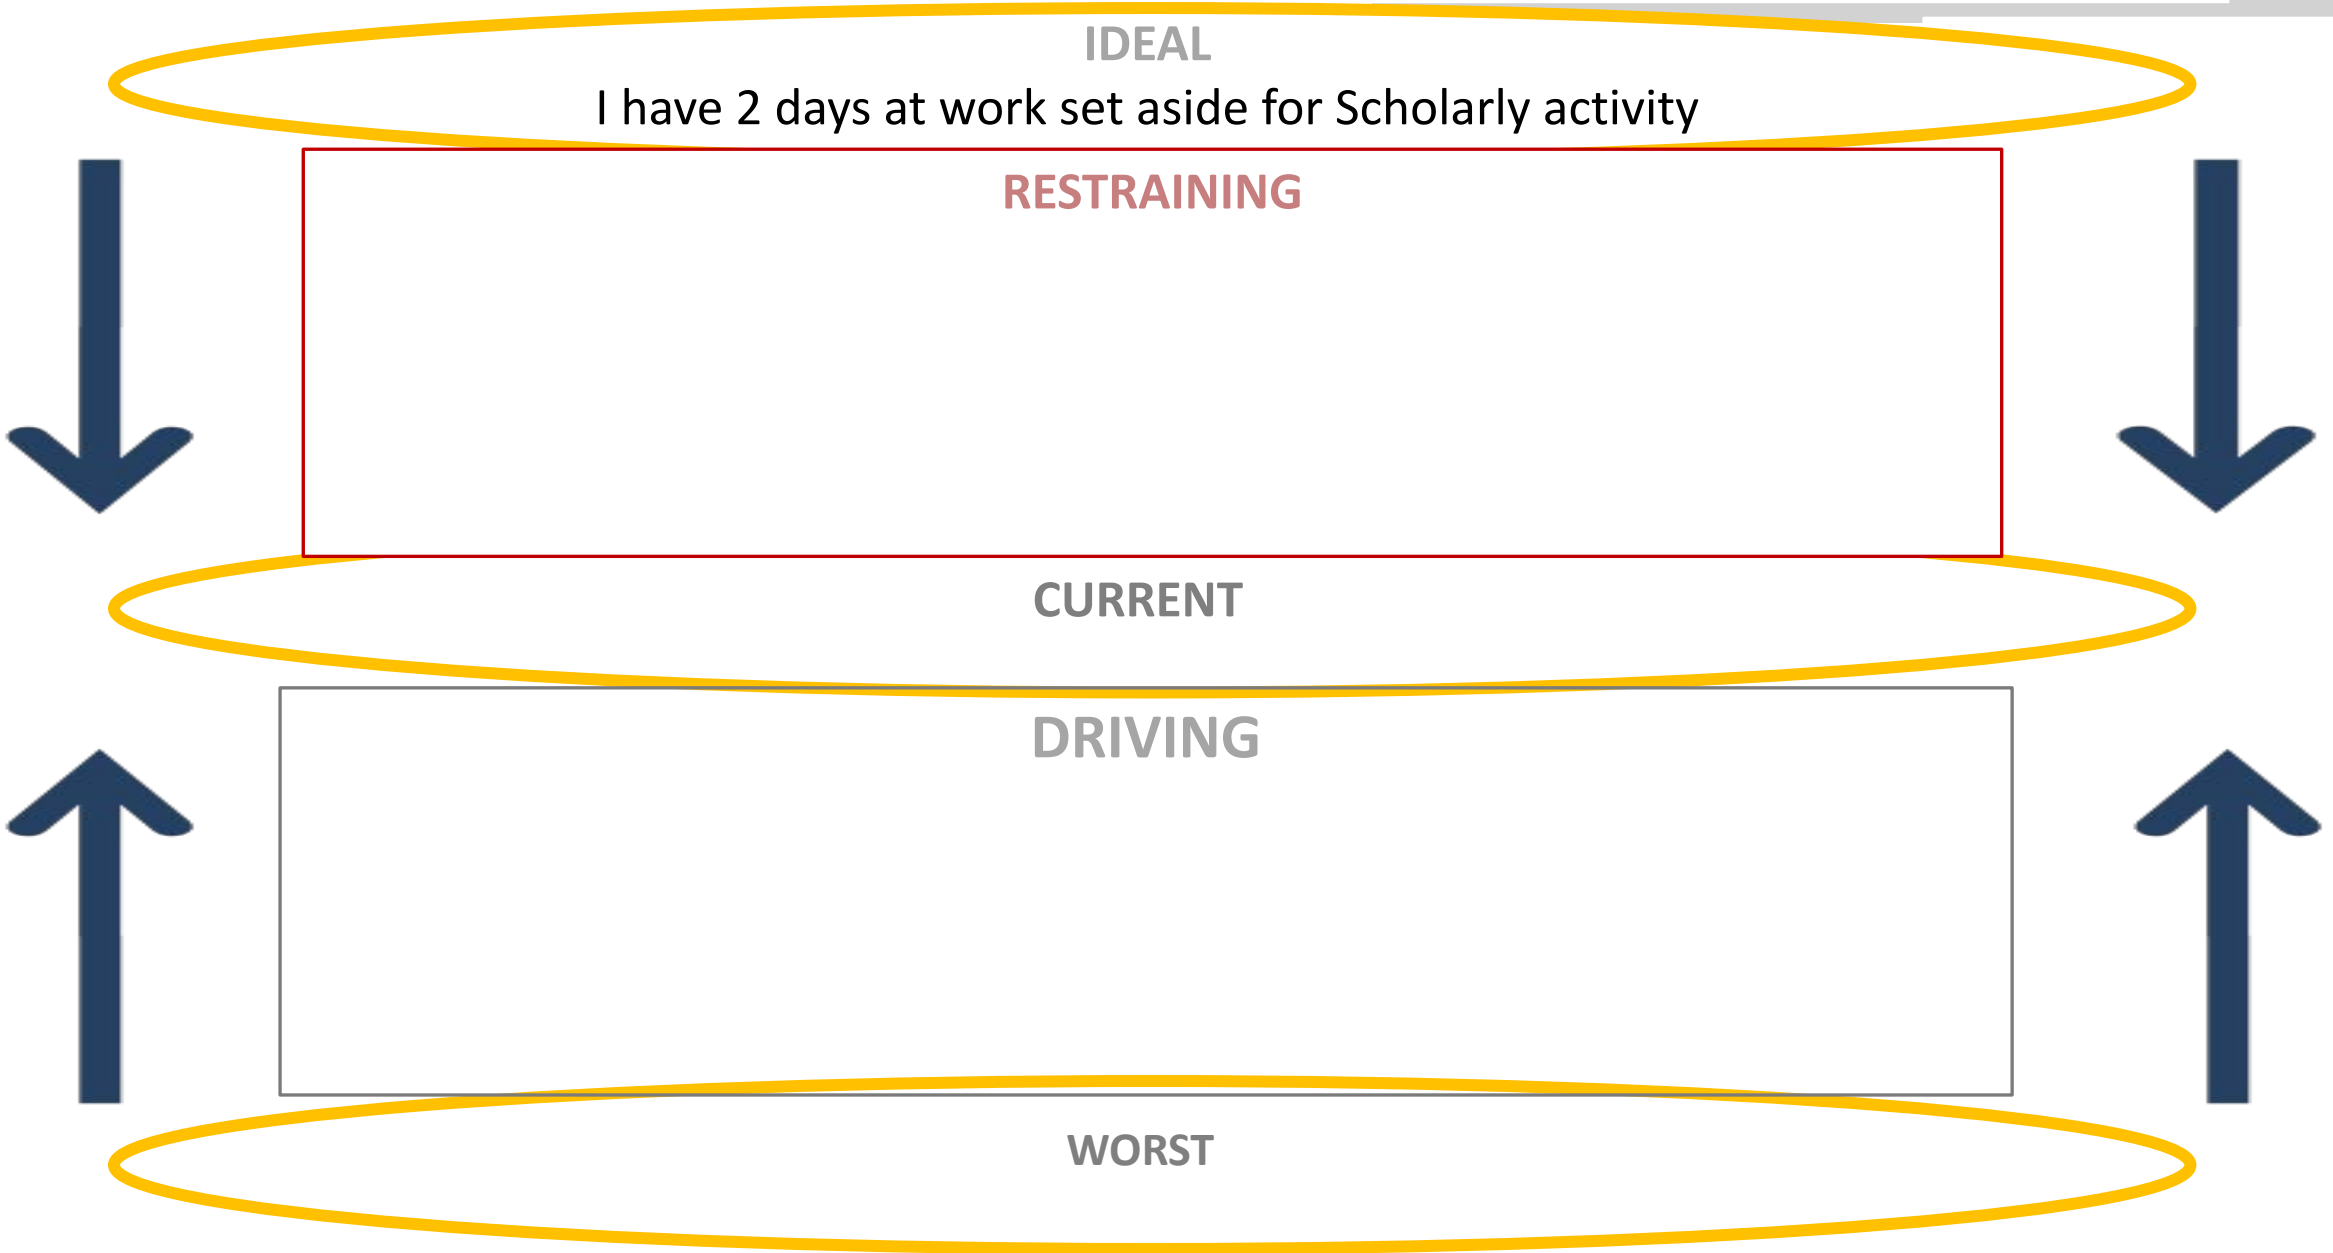 IDEAL
I have 2 days at work set aside for Scholarly activity
RESTRAINING
CURRENT
DRIVING
WORST